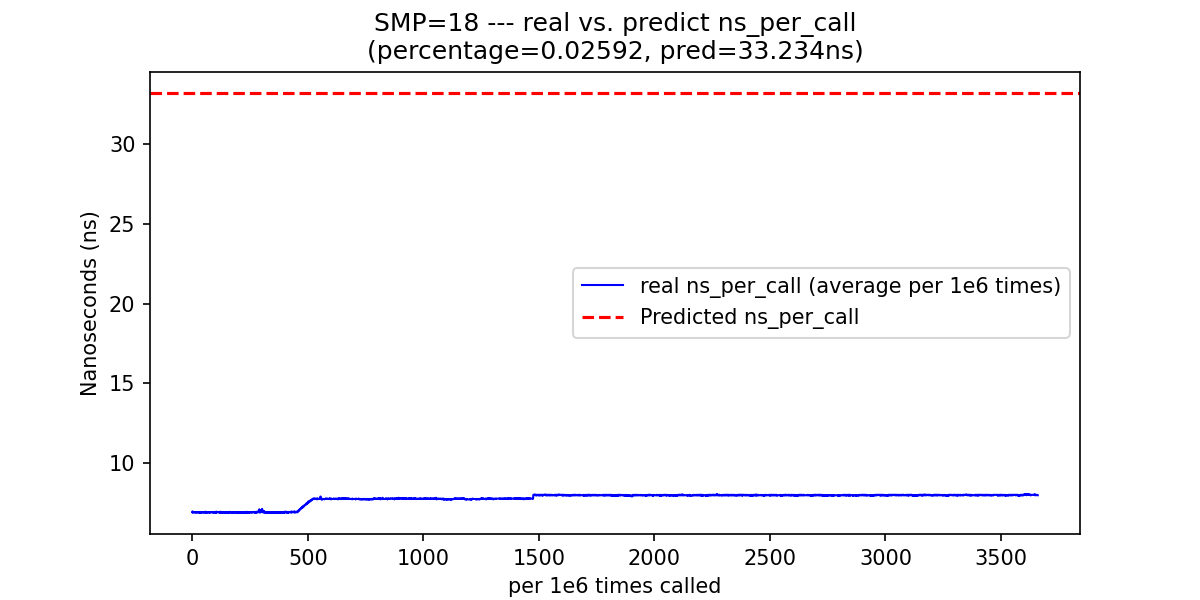 SMP=18 --- real vs. predict ns_per_call
(percentage=0.02592, pred=33.234ns)
Nanoseconds (ns)
30
25
20
15
10
real ns_per_call (average per 1e6 times)
Predicted ns_per_call
0 500 1000 1500 2000 2500 3000 3500
per 1e6 times called